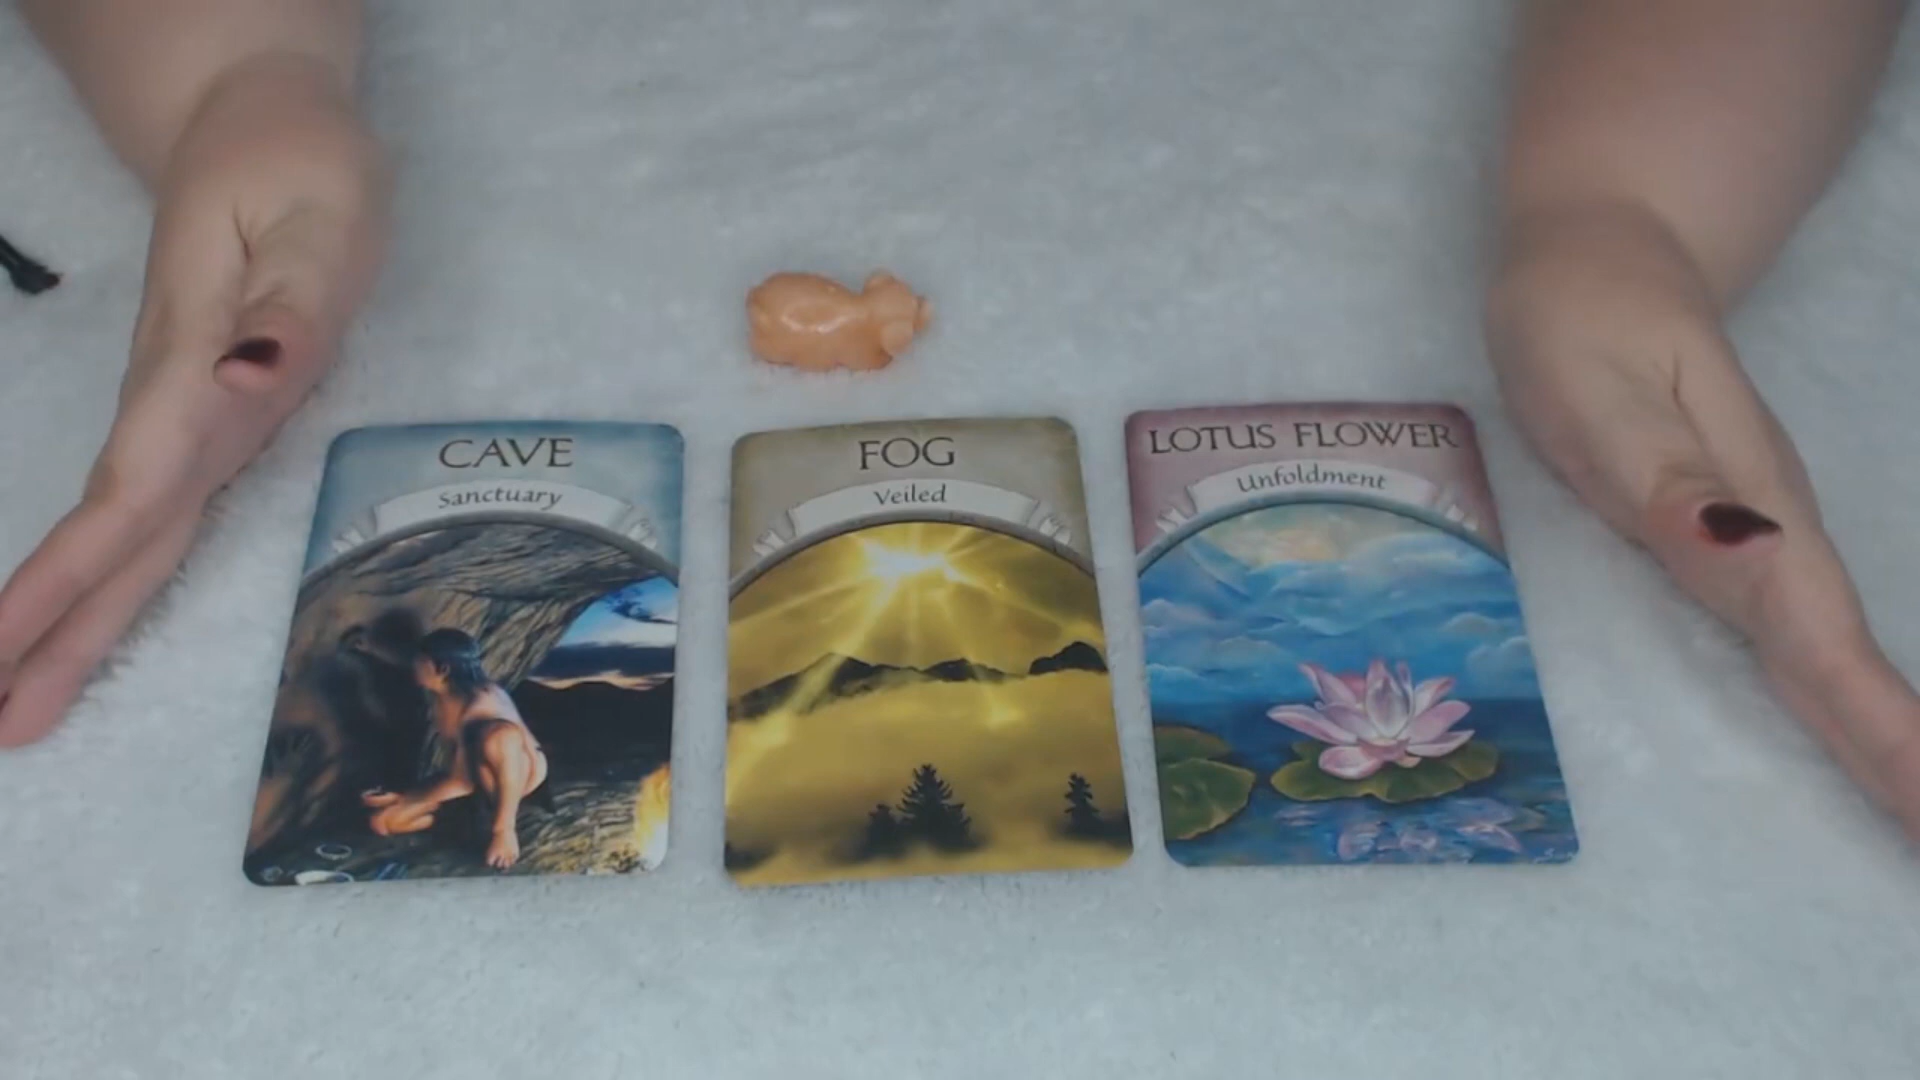 CAVE
Sanctuary
FOG
Veiled
LOTUS FLOWER
Unfoldment